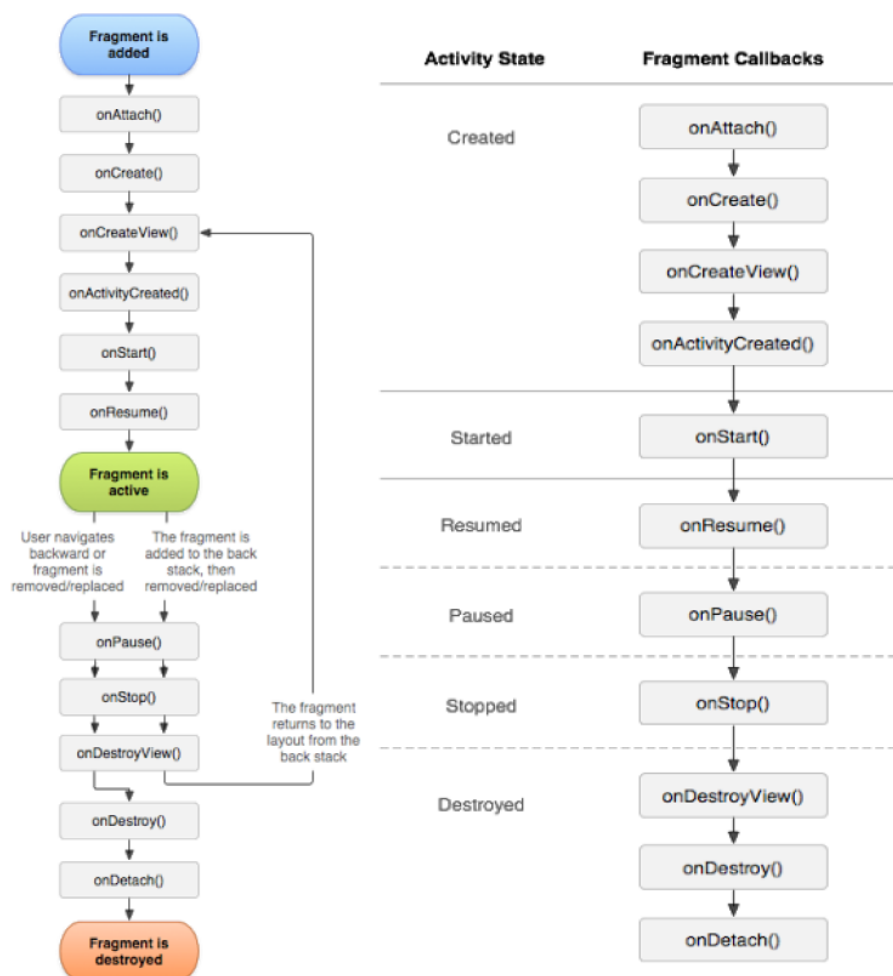 Fragment is
added
onAttach()
onCreate()
onCreateView()
onActivityCreated()
onStart()
onResume()
Fragment is
active
User navigates
backward or
fragment is
removed/replaced
The fragment is
added to the back
stack, then
removed/replaced
onPause()
onStop()
onDestroyView()
The fragment
returns to the
layout from the
back stack
onDestroy()
onDetach()
Fragment is
destroyed
Activity State
Fragment Callbacks
Created
onAttach()
onCreate()
onCreateView()
onActivityCreated()
Started
onStart()
Resumed
onResume()
Paused
onPause()
Stopped
onStop()
Destroyed
onDestroyView()
onDestroy()
onDetach()